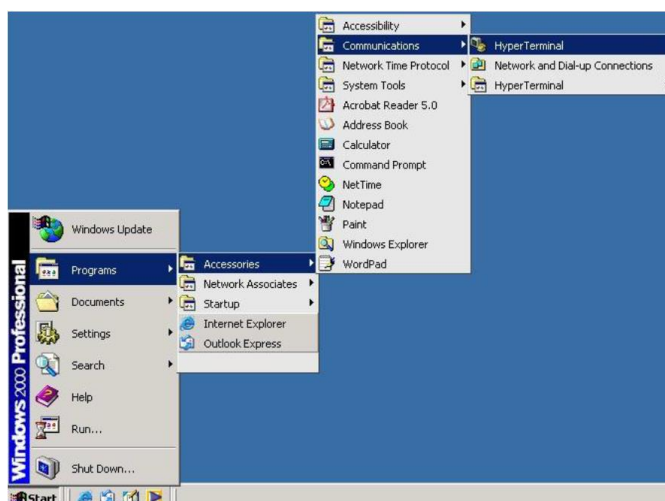 Accessibility
Communications
Network Time Protocol
System Tools
Acrobat Reader 5.0
Address Book
Calculator
Command Prompt
NetTime
Notepad
Paint
Windows Explorer
WordPad
HyperTerminal
Network and Dial-up Connections
HyperTerminal
Windows 2000 Professional
Windows Update
Programs
Documents
Settings
Search
Help
Run...
Shut Down...
Accessories
Network Associates
Startup
Internet Explorer
Outlook Express
Start